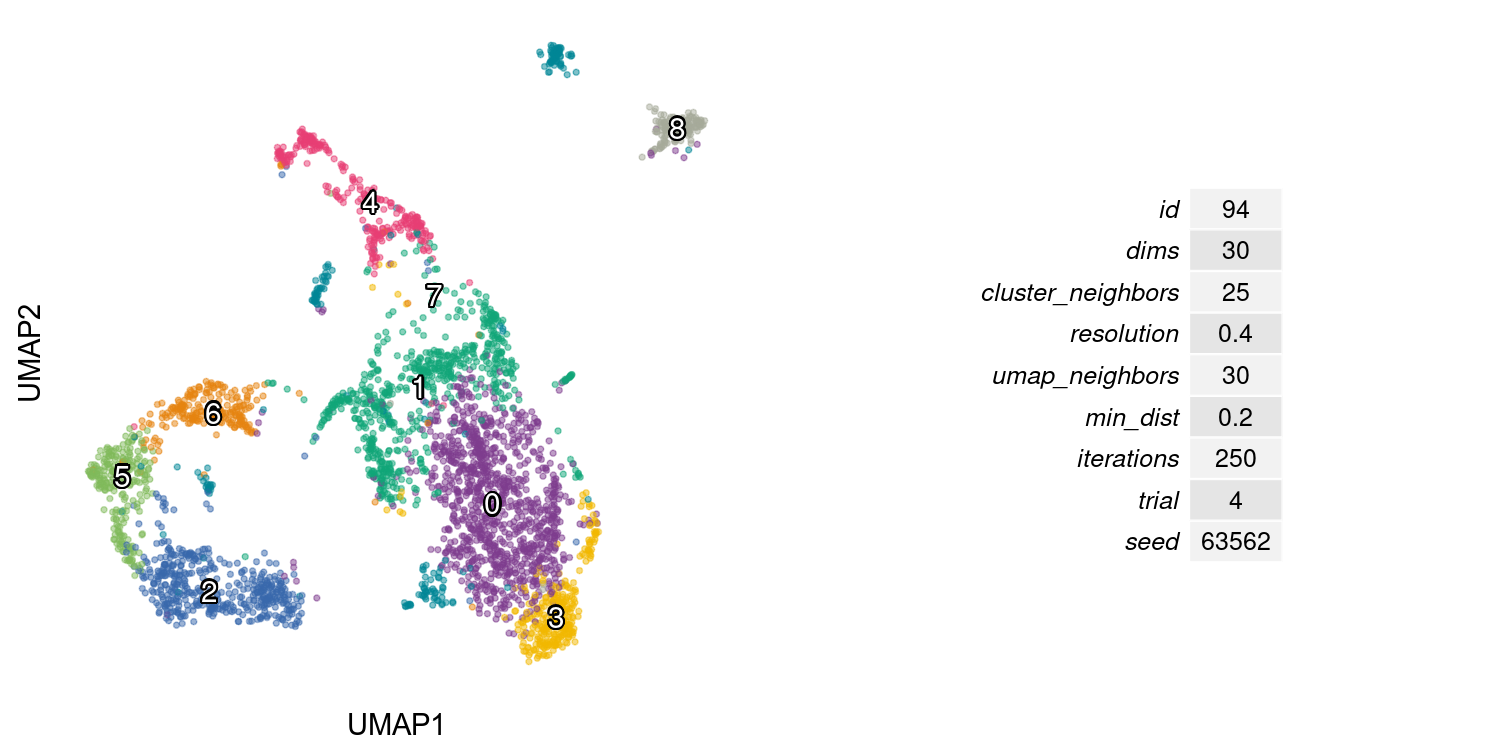 8
4
7
1
6
5
0
2
3
UMAP1
UMAP2
id 94
dims 30
cluster_neighbors 25
resolution 0.4
umap_neighbors 30
min_dist 0.2
iterations 250
trial 4
seed 63562